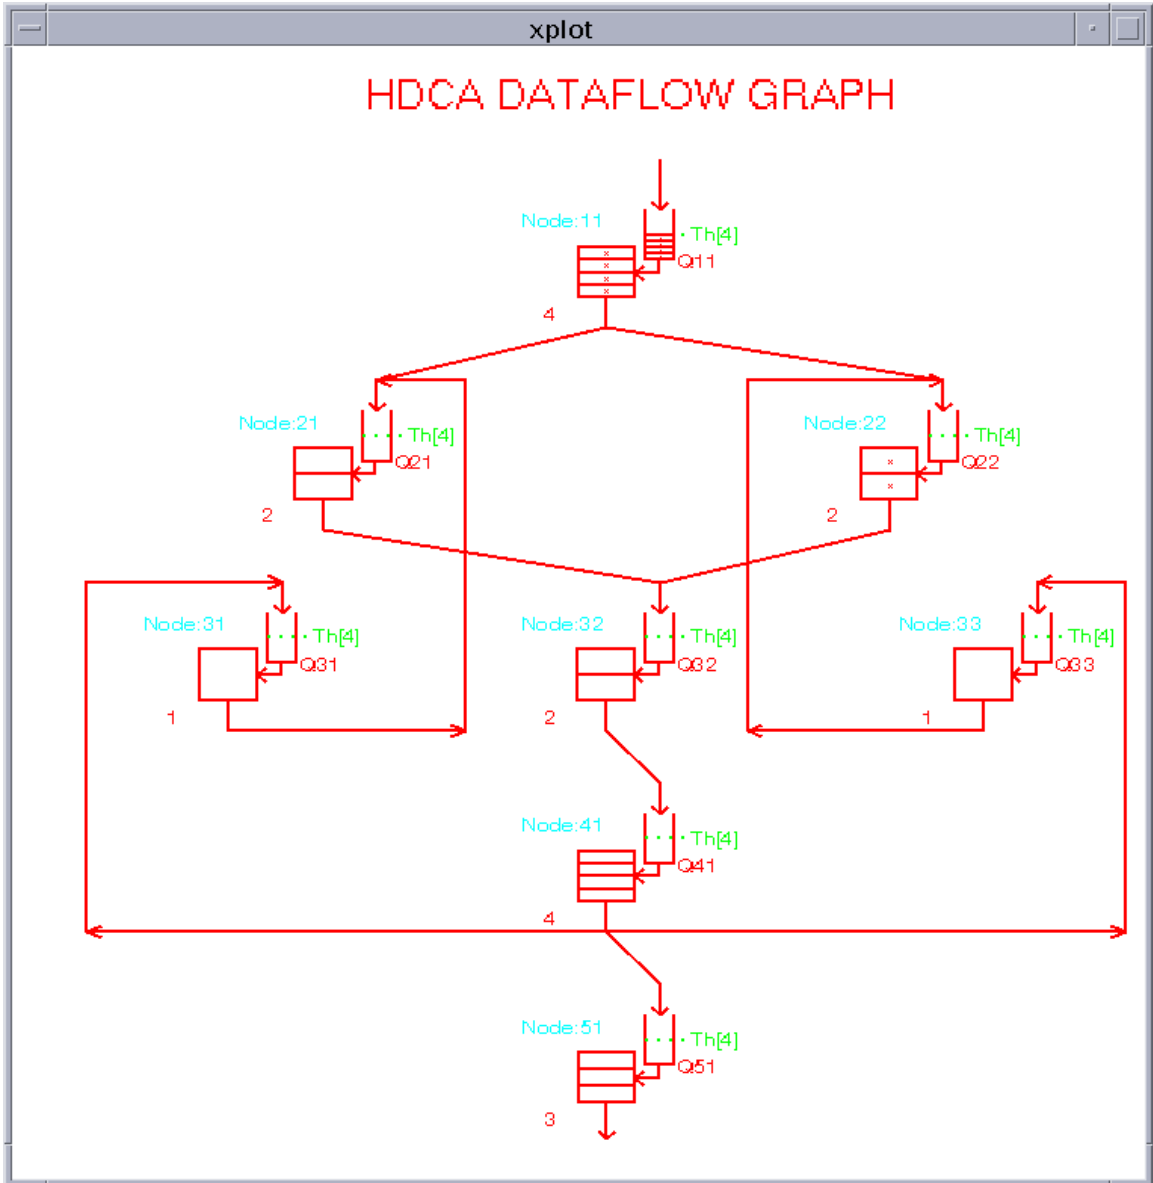 xplot
HDCA DATAFLOW GRAPH
Node:11
Th[4]
Q11
4
Node:21
Th[4]
Q21
2
Node:22
Th[4]
Q22
2
Node:31
Th[4]
Q31
1
Node:32
Th[4]
Q32
2
Node:33
Th[4]
Q33
1
Node:41
Th[4]
Q41
4
Node:51
Th[4]
Q51
3